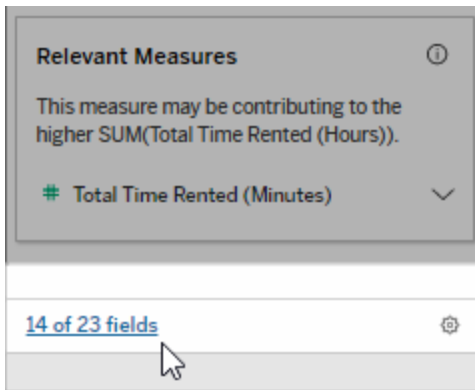 Relevant Measures
This measure may be contributing to the
higher SUM(Total Time Rented (Hours)).
# Total Time Rented (Minutes)
14 of 23 fields